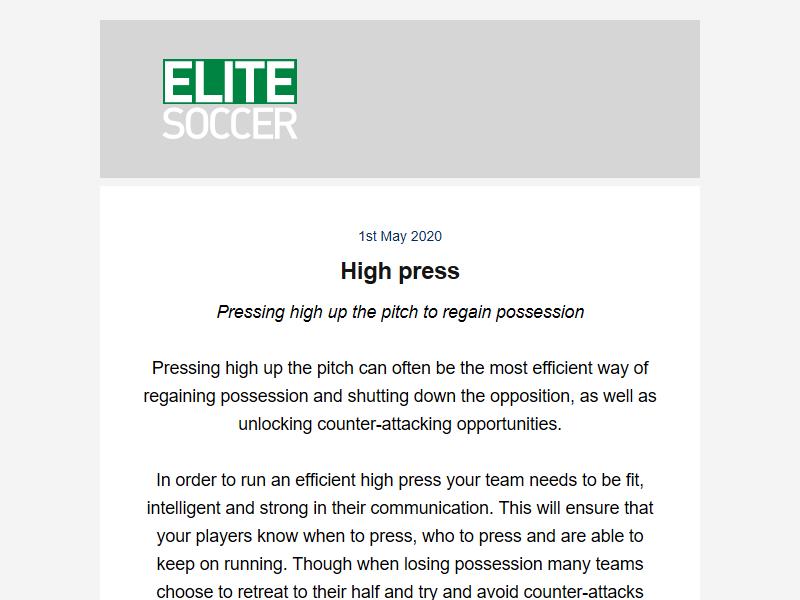 ELITE
SOCCER
1st May 2020
High press
Pressing high up the pitch to regain possession
Pressing high up the pitch can often be the most efficient way of
regaining possession and shutting down the opposition, as well as
unlocking counter-attacking opportunities.
In order to run an efficient high press your team needs to be fit,
intelligent and strong in their communication. This will ensure that
your players know when to press, who to press and are able to
keep on running. Though when losing possession many teams
choose to retreat to their half and try and avoid counter-attacks